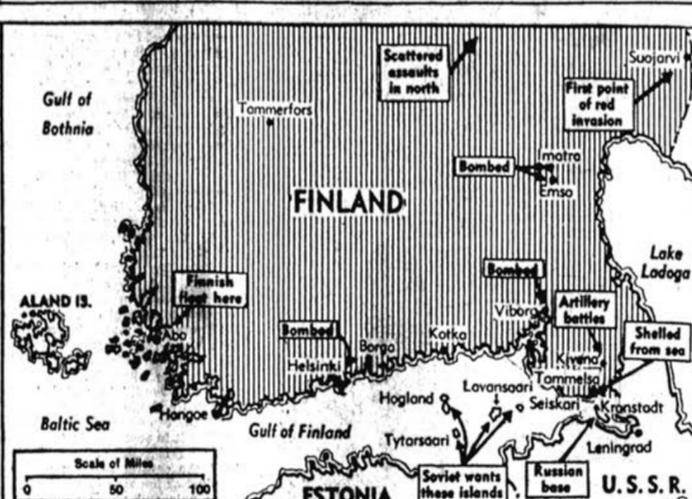 Scattered
assaults
in north
Suojarvi
First point
of red
invasion
Gulf of
Bothnia
Tammerfors
Bombed
matra
Emso
FINLAND
Lake
Ladoga
Finnish
fleet here
ALAND IS.
Bombed
Viborg
Artillery
battles
Shelled
from sea
Abo
Bombed
Helsinki
Borga
Kotka
Kivena
Tammelsa
Hogland
Lavansaari
Seiskari
Kronstadt
Hangoe
Baltic Sea
Gulf of Finland
Tytarsaari
Leningrad
Scale of Miles
0 50 100
Soviet wants
these islands
Russian
base
ESTONIA
U.S.S.R.